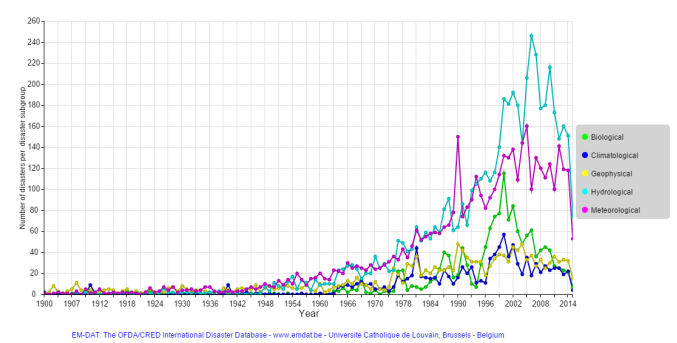 260
240
220
200
180
160
140
120
100
80
60
40
20
0
Number of disasters per disaster subgroup
1900 1907 1912 1918 1924 1930 1936 1942 1948 1954 1960 1966 1972 1978 1984 1990 1996 2002 2008 2014
Year
Biological
Climatological
Geophysical
Hydrological
Meteorological
EM-DAT: The OFDA/CRED International Disaster Database - www.emdat.be - Universite Catholique de Louvain, Brussels - Belgium